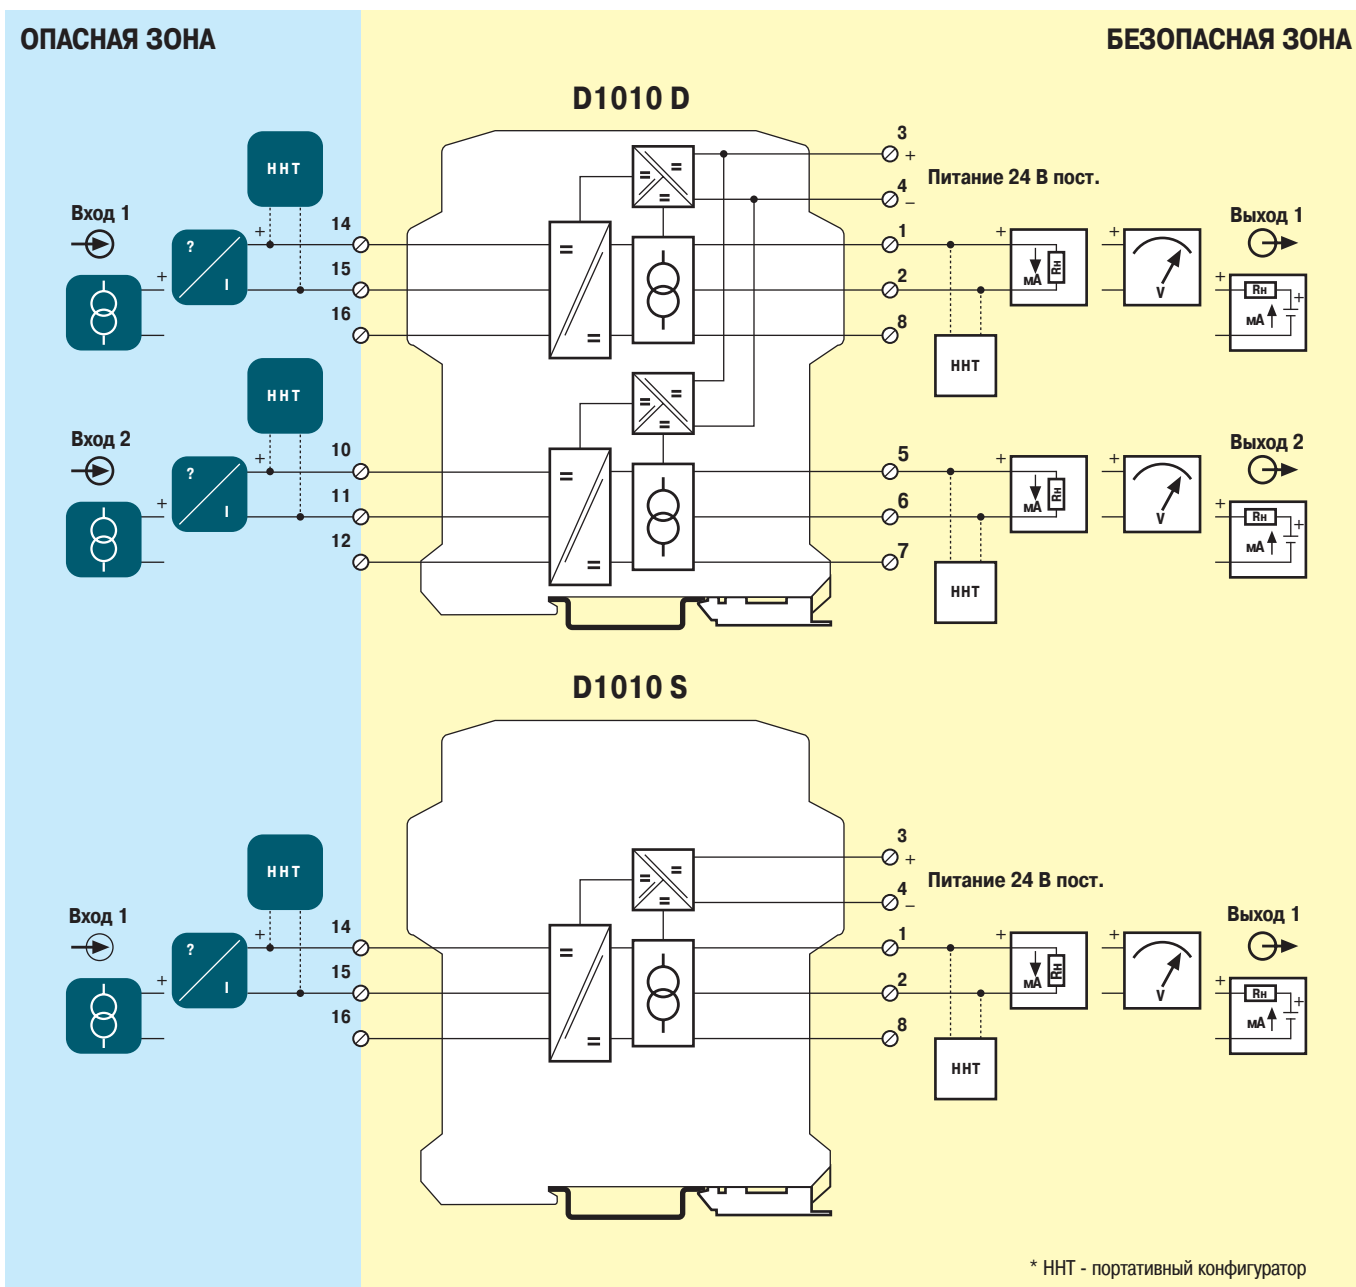 ОПАСНАЯ ЗОНА
БЕЗОПАСНАЯ ЗОНА
D1010 D
ННТ
Вход 1
? I
+
+
14
15
16
=
=
=
=
=
3
+
4
–
Питание 24 В пост.
1
2
8
+
мА
Rн
ННТ
+
V
Выход 1
+
Rн
+
мА
ННТ
Вход 2
? I
+
+
10
11
12
=
=
=
=
=
5
6
7
+
мА
Rн
ННТ
+
V
Выход 2
+
Rн
+
мА
D1010 S
ННТ
Вход 1
? I
+
+
14
15
16
=
=
=
=
=
3
+
4
–
Питание 24 В пост.
1
2
8
+
мА
Rн
ННТ
+
V
Выход 1
+
Rн
+
мА
* ННТ - портативный конфигуратор